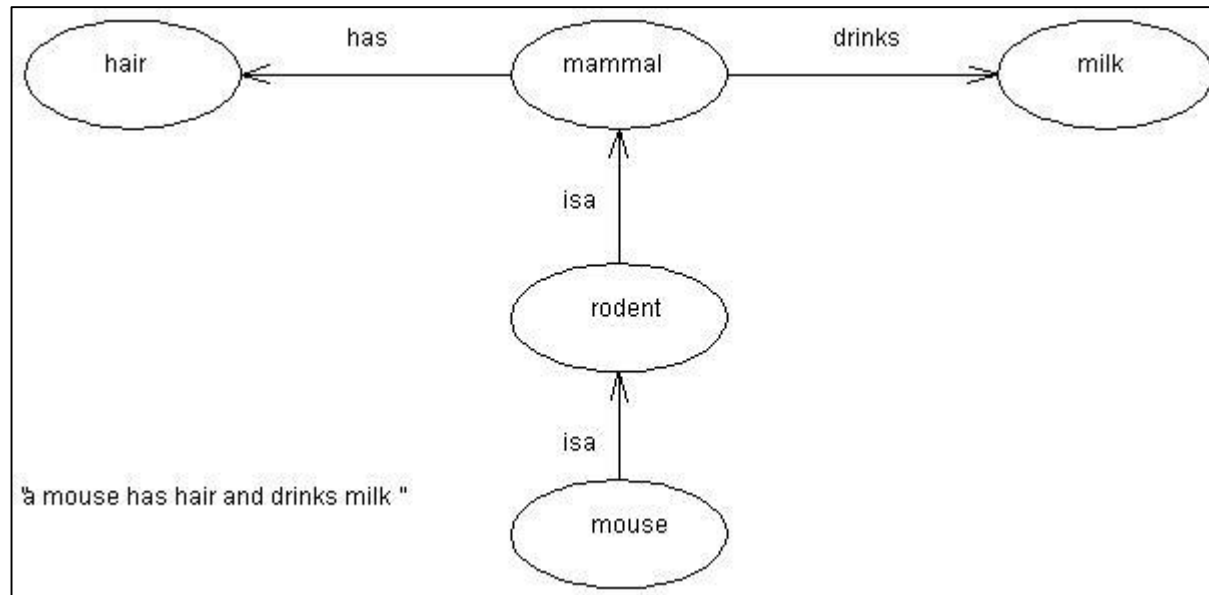 has
drinks
hair
mammal
milk
isa
rodent
isa
"a mouse has hair and drinks milk "
mouse